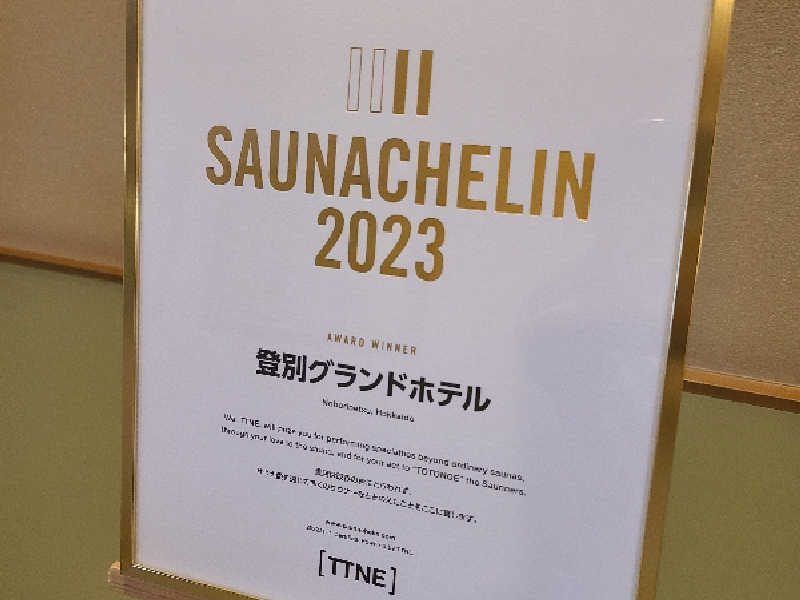 SAUNACHELIN
2023
AWARD WINNER
登別グランドホテル
Noboribetsu, Hokkaido
We, TTNE, will praise you for performing specialties beyond ordinary saunas,
through your love to the sauna, and for your act to "TOTONOE" the Saunners.
[TTNE]